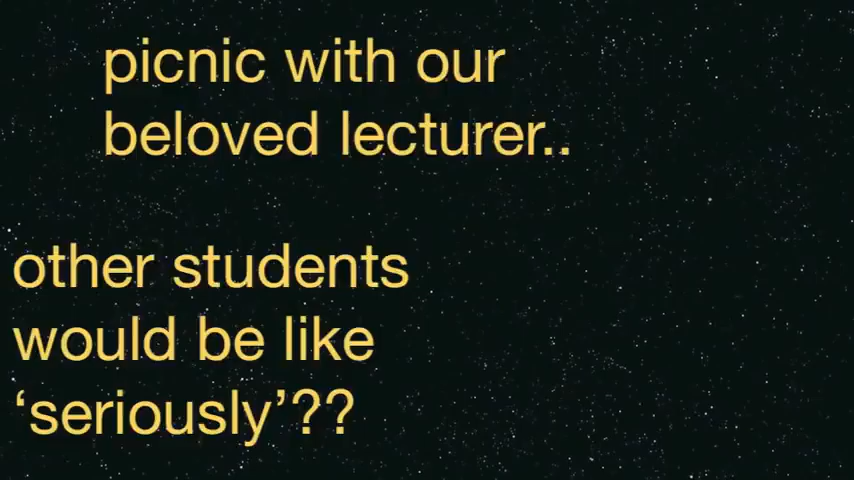 picnic with our
beloved lecturer..
other students
would be like
‘seriously’??